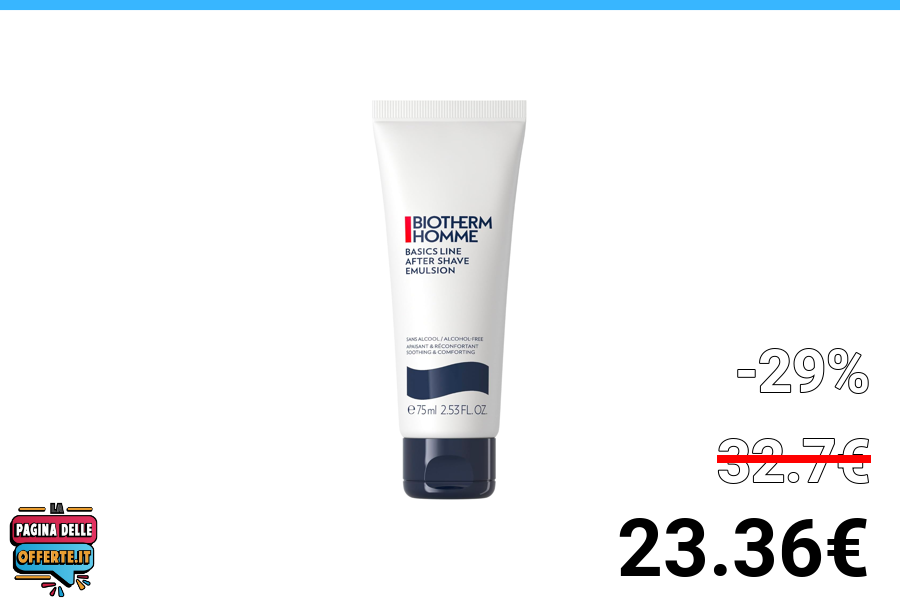 BIOTHERM
HOMME
BASICS LINE
AFTER SHAVE
EMULSION
SANS ALCOOL / ALCOHOL-FREE
APAISANT & RÉCONFORTANT
SOOTHING & COMFORTING
e 75 ml 2.53 FL. OZ.
-29%
32.7€
23.36€
LA
PAGINA DELLE
OFFERTE.IT